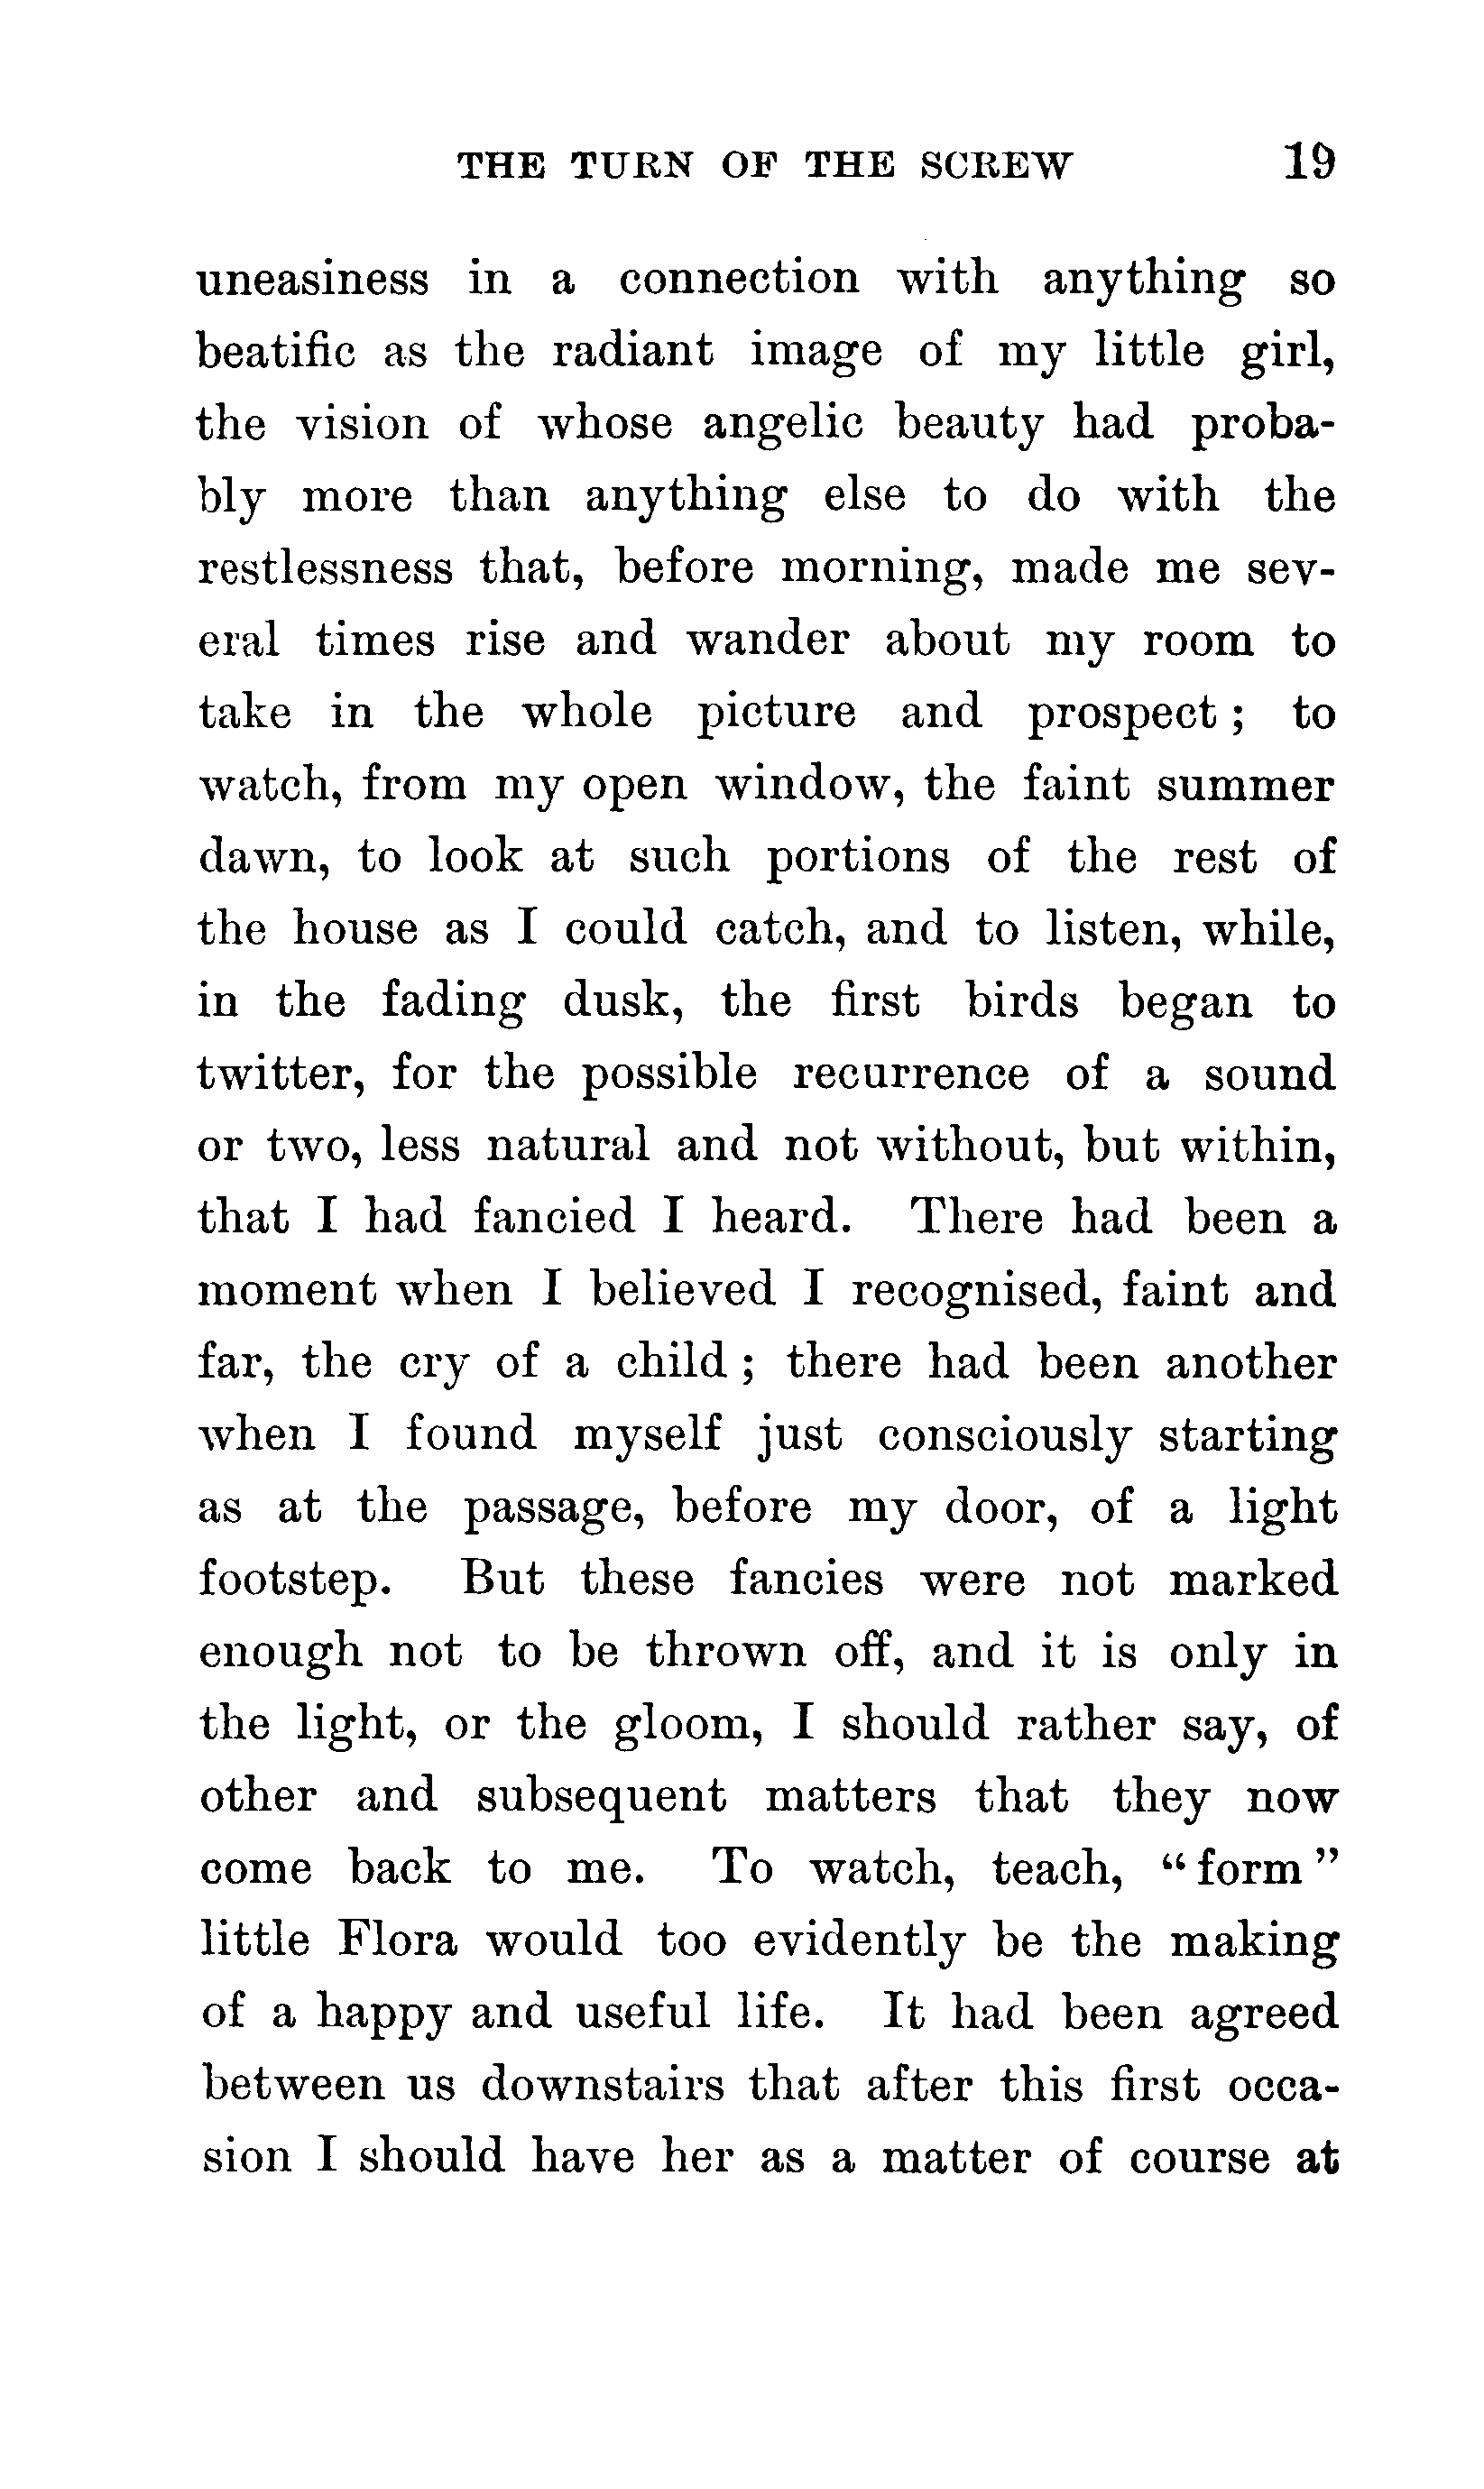 THE TURN OF THE SCREW 19
uneasiness in a connection with anything so
beatific as the radiant image of my little girl,
the vision of whose angelic beauty had proba-
bly more than anything else to do with the
restlessness that, before morning, made me sev-
eral times rise and wander about my room to
take in the whole picture and prospect; to
watch, from my open window, the faint summer
dawn, to look at such portions of the rest of
the house as I could catch, and to listen, while,
in the fading dusk, the first birds began to
twitter, for the possible recurrence of a sound
or two, less natural and not without, but within,
that I had fancied I heard. There had been a
moment when I believed I recognised, faint and
far, the cry of a child; there had been another
when I found myself just consciously starting
as at the passage, before my door, of a light
footstep. But these fancies were not marked
enough not to be thrown off, and it is only in
the light, or the gloom, I should rather say, of
other and subsequent matters that they now
come back to me. To watch, teach, “form”
little Flora would too evidently be the making
of a happy and useful life. It had been agreed
between us downstairs that after this first occa-
sion I should have her as a matter of course at